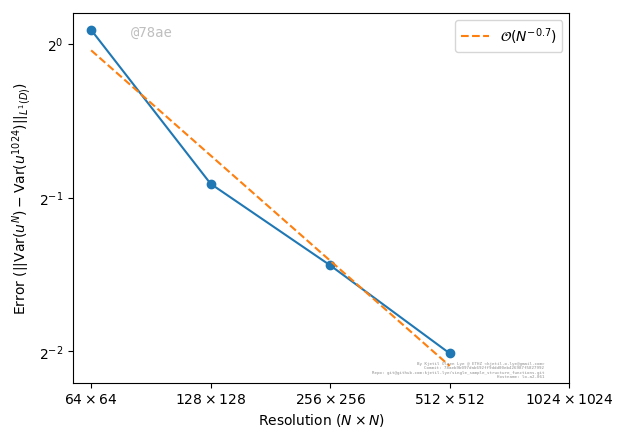 @78ae
𝒪(N^{-0.7})
2^0
2^{-1}
2^{-2}
Error (||Var(u^N) − Var(u^{1024})||_{L^1(D)})
64 × 64
128 × 128
256 × 256
512 × 512
1024 × 1024
Resolution (N × N)